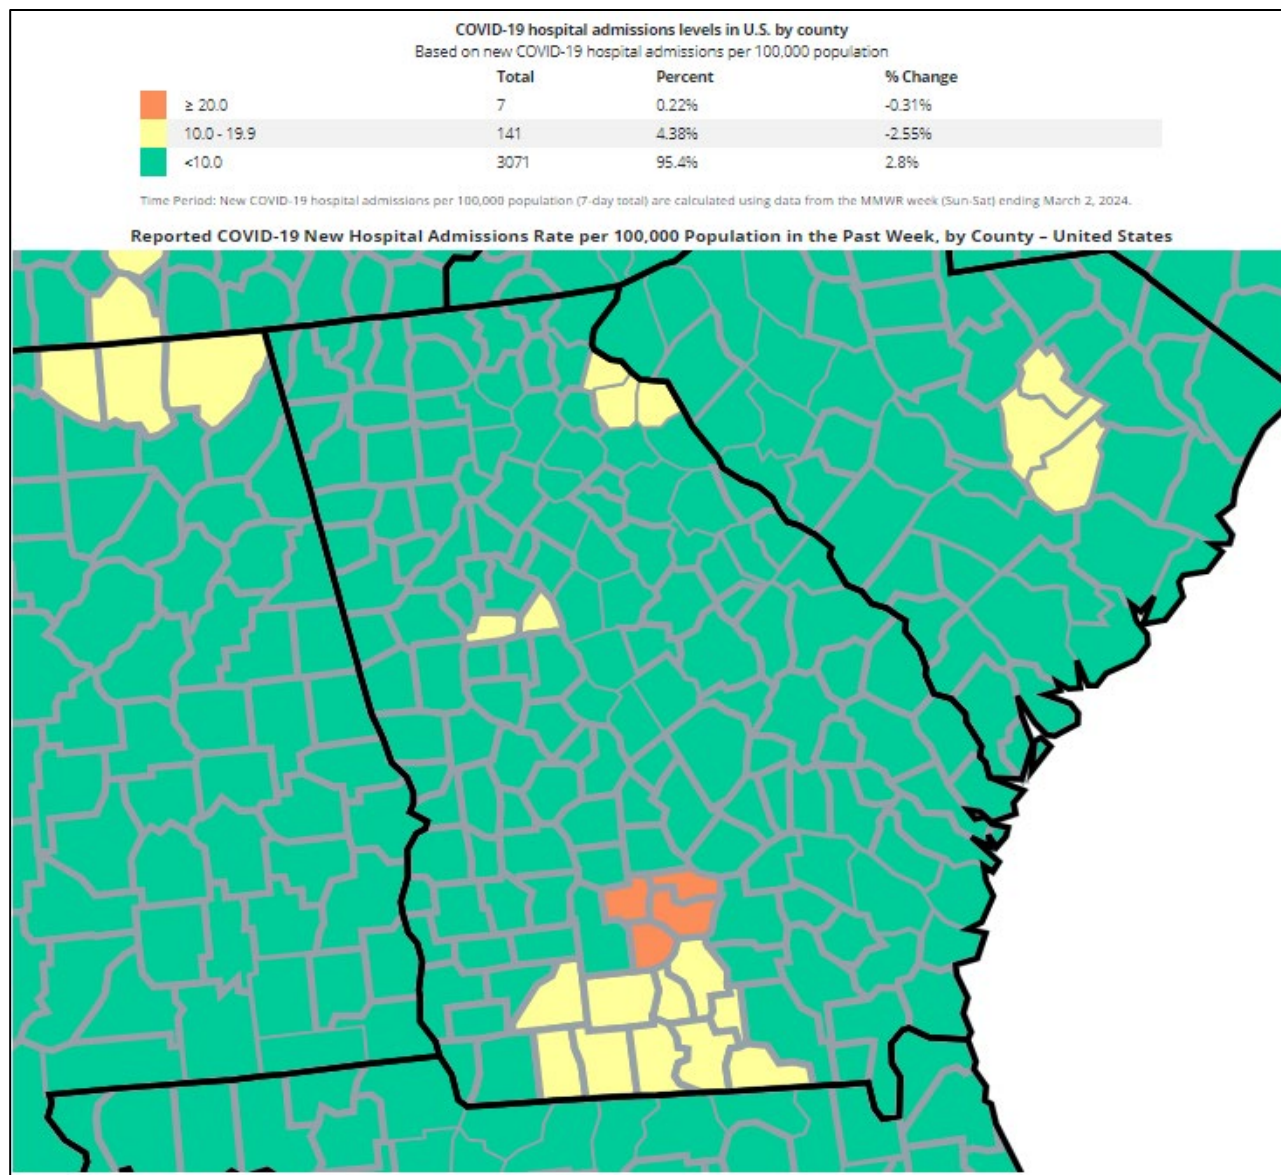 COVID-19 hospital admissions levels in U.S. by county
Based on new COVID-19 hospital admissions per 100,000 population
Total Percent % Change
≥ 20.0 7 0.22% -0.31%
10.0 - 19.9 141 4.38% -2.55%
<10.0 3071 95.4% 2.8%
Time Period: New COVID-19 hospital admissions per 100,000 population (7-day total) are calculated using data from the MMWR week (Sun-Sat) ending March 2, 2024.
Reported COVID-19 New Hospital Admissions Rate per 100,000 Population in the Past Week, by County – United States